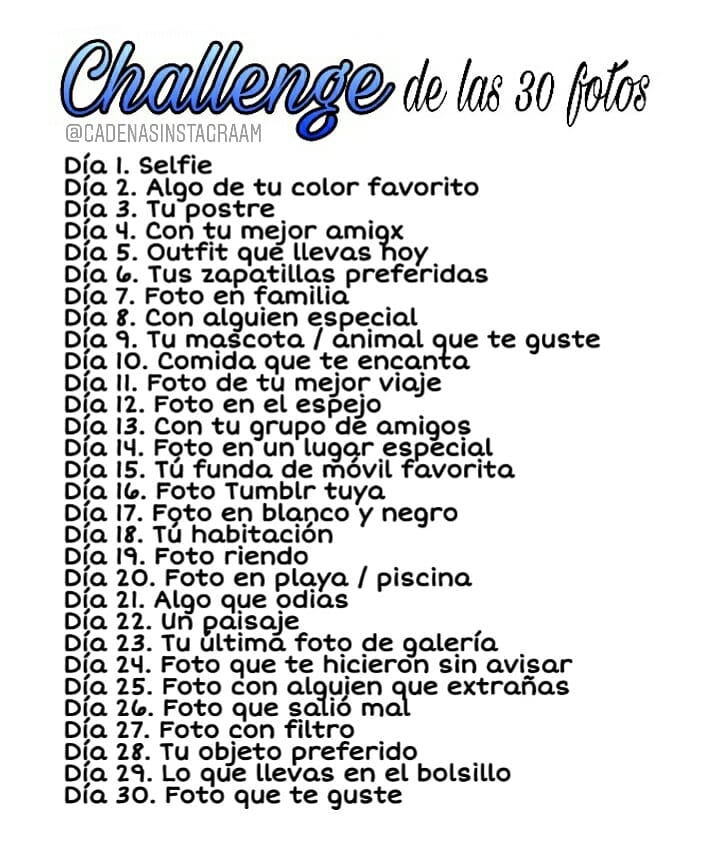 Challenge de las 30 fotos
@CADENASINSTAGRAAM
Día 1. Selfie
Día 2. Algo de tu color favorito
Día 3. Tu postre
Día 4. Con tu mejor amigx
Día 5. Outfit que llevas hoy
Día 6. Tus zapatillas preferidas
Día 7. Foto en familia
Día 8. Con alguien especial
Día 9. Tu mascota / animal que te guste
Día 10. Comida que te encanta
Día 11. Foto de tu mejor viaje
Día 12. Foto en el espejo
Día 13. Con tu grupo de amigos
Día 14. Foto en un lugar especial
Día 15. Tú funda de móvil favorita
Día 16. Foto Tumblr tuya
Día 17. Foto en blanco y negro
Día 18. Tú habitación
Día 19. Foto riendo
Día 20. Foto en playa / piscina
Día 21. Algo que odias
Día 22. Un paisaje
Día 23. Tu última foto de galería
Día 24. Foto que te hicieron sin avisar
Día 25. Foto con alguien que extrañas
Día 26. Foto que salió mal
Día 27. Foto con filtro
Día 28. Tu objeto preferido
Día 29. Lo que llevas en el bolsillo
Día 30. Foto que te guste